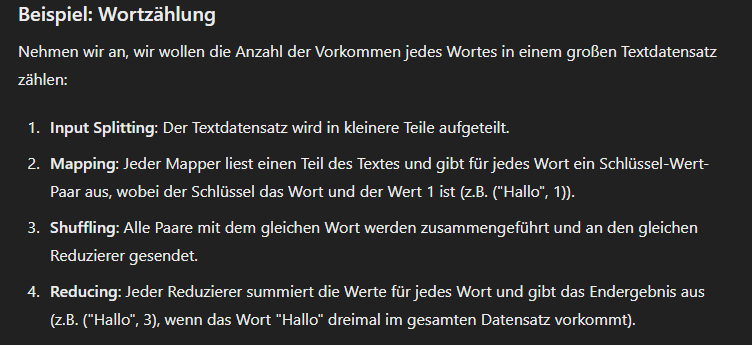 Beispiel: Wortzählung
Nehmen wir an, wir wollen die Anzahl der Vorkommen jedes Wortes in einem großen Textdatensatz
zählen:
1. Input Splitting: Der Textdatensatz wird in kleinere Teile aufgeteilt.
2. Mapping: Jeder Mapper liest einen Teil des Textes und gibt für jedes Wort ein Schlüssel-Wert-
Paar aus, wobei der Schlüssel das Wort und der Wert 1 ist (z.B. ("Hallo", 1)).
3. Shuffling: Alle Paare mit dem gleichen Wort werden zusammengeführt und an den gleichen
Reduzierer gesendet.
4. Reducing: Jeder Reduzierer summiert die Werte für jedes Wort und gibt das Endergebnis aus
(z.B. ("Hallo", 3), wenn das Wort "Hallo" dreimal im gesamten Datensatz vorkommt).